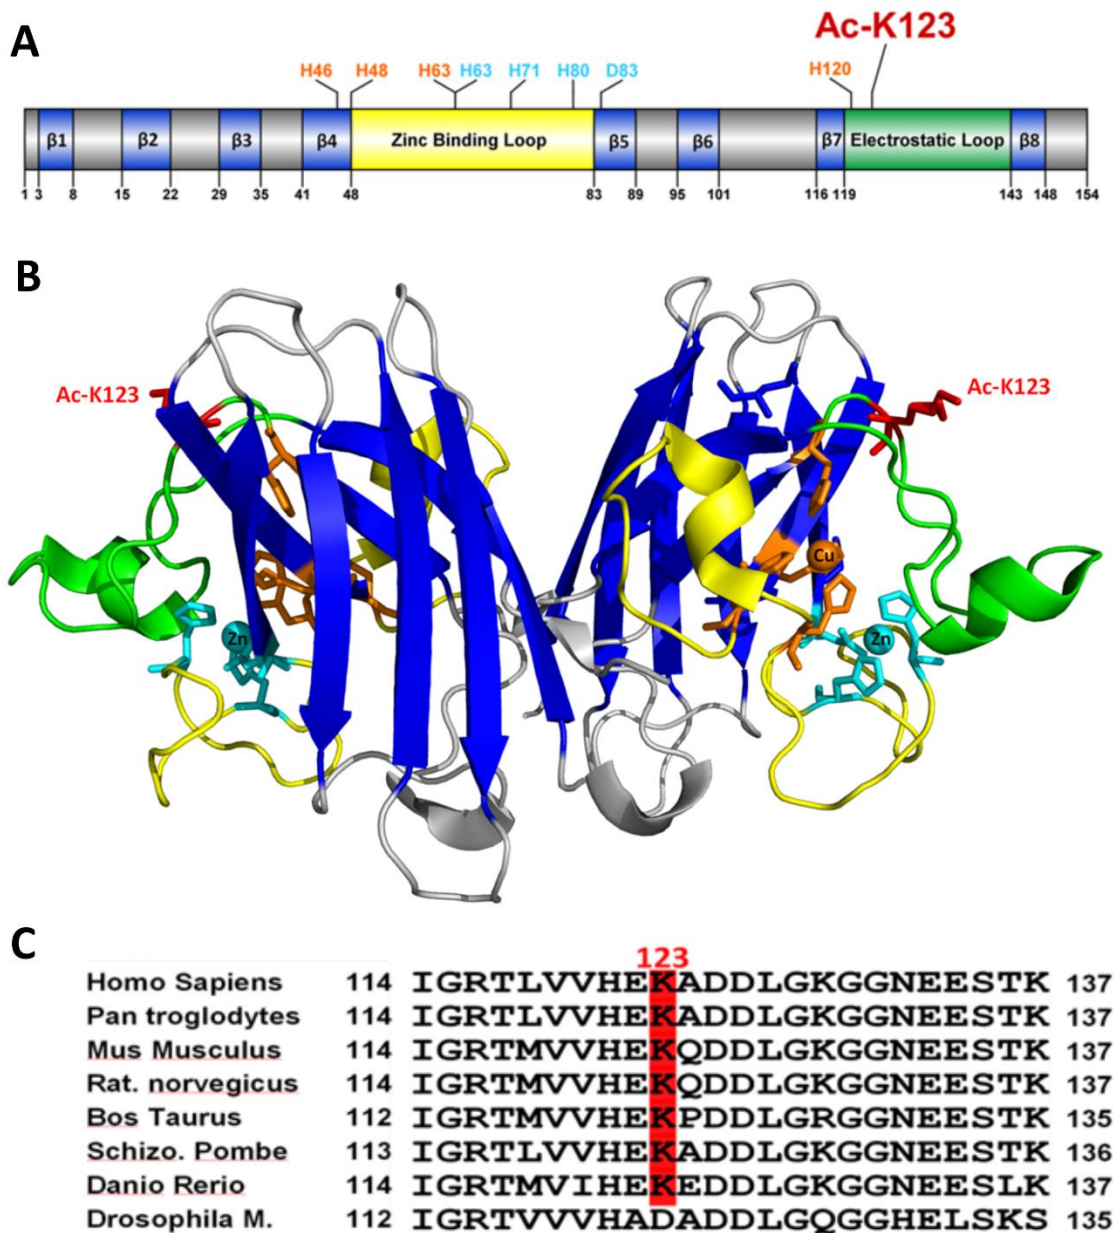 A
Ac-K123
H46 H48 H63 H63 H71 H80 D83 H120
β1 β2 β3 β4 Zinc Binding Loop β5 β6 β7 Electrostatic Loop β8
1 3 8 15 22 29 35 41 48 83 89 95 101 116 119 143 148 154
B
Ac-K123 Ac-K123
Cu
Zn Zn
C
123
Homo Sapiens 114 IGRTLVVHEKADDLGKGGNEESTK 137
Pan troglodytes 114 IGRTLVVHEKADDLGKGGNEESTK 137
Mus Musculus 114 IGRTMVVHEKQDDLGKGGNEESTK 137
Rat. norvegicus 114 IGRTMVVHEKQDDLGKGGNEESTK 137
Bos Taurus 112 IGRTMVVHEKPDDLGRGGNEESTK 135
Schizo. Pombe 113 IGRTLVVHEKADDLGKGGNEESTK 136
Danio Rerio 114 IGRTMVIHEKEDDLGKGGNEESLK 137
Drosophila M. 112 IGRTVVVHADADDLGQGGHELSKS 135